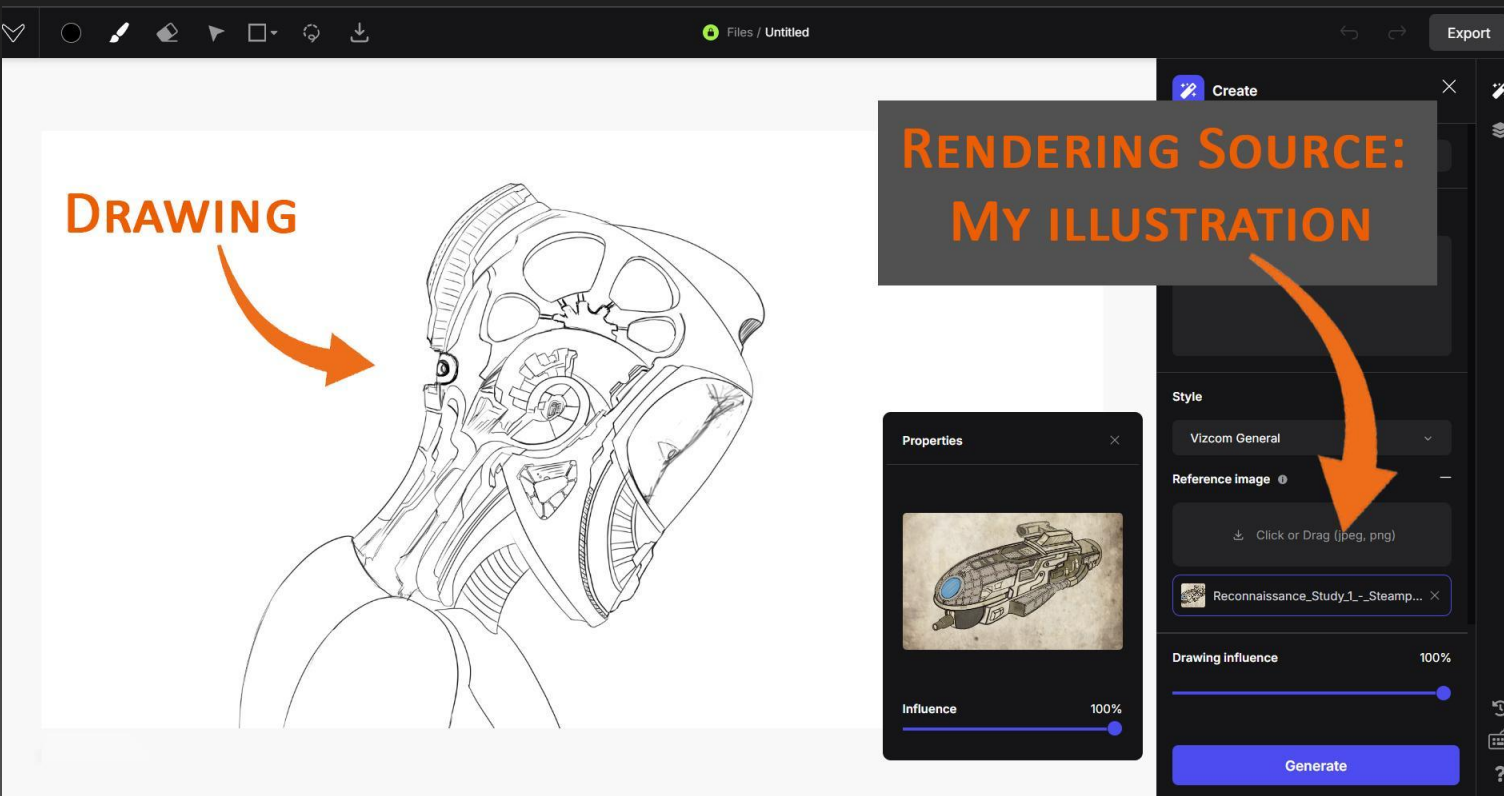 Files / Untitled
Export
Create
DRAWING
RENDERING SOURCE:
MY ILLUSTRATION
Style
Vizcom General
Properties
Reference image
Click or Drag (jpeg, png)
Reconnaissance_Study_1_-_Steamp...
Drawing influence 100%
Influence 100%
Generate
?